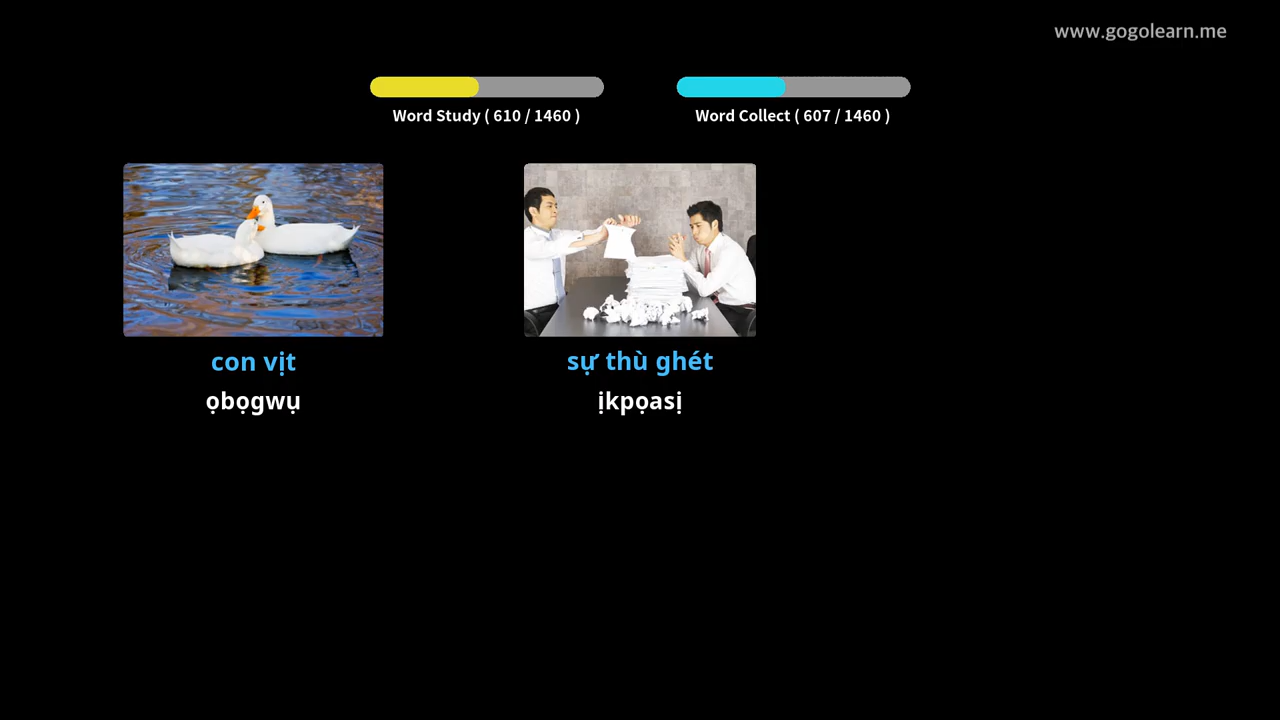 www.gogolearn.me
Word Study ( 610 / 1460 )
Word Collect ( 607 / 1460 )
con vịt
ọbọgwụ
sự thù ghét
ịkpọasị